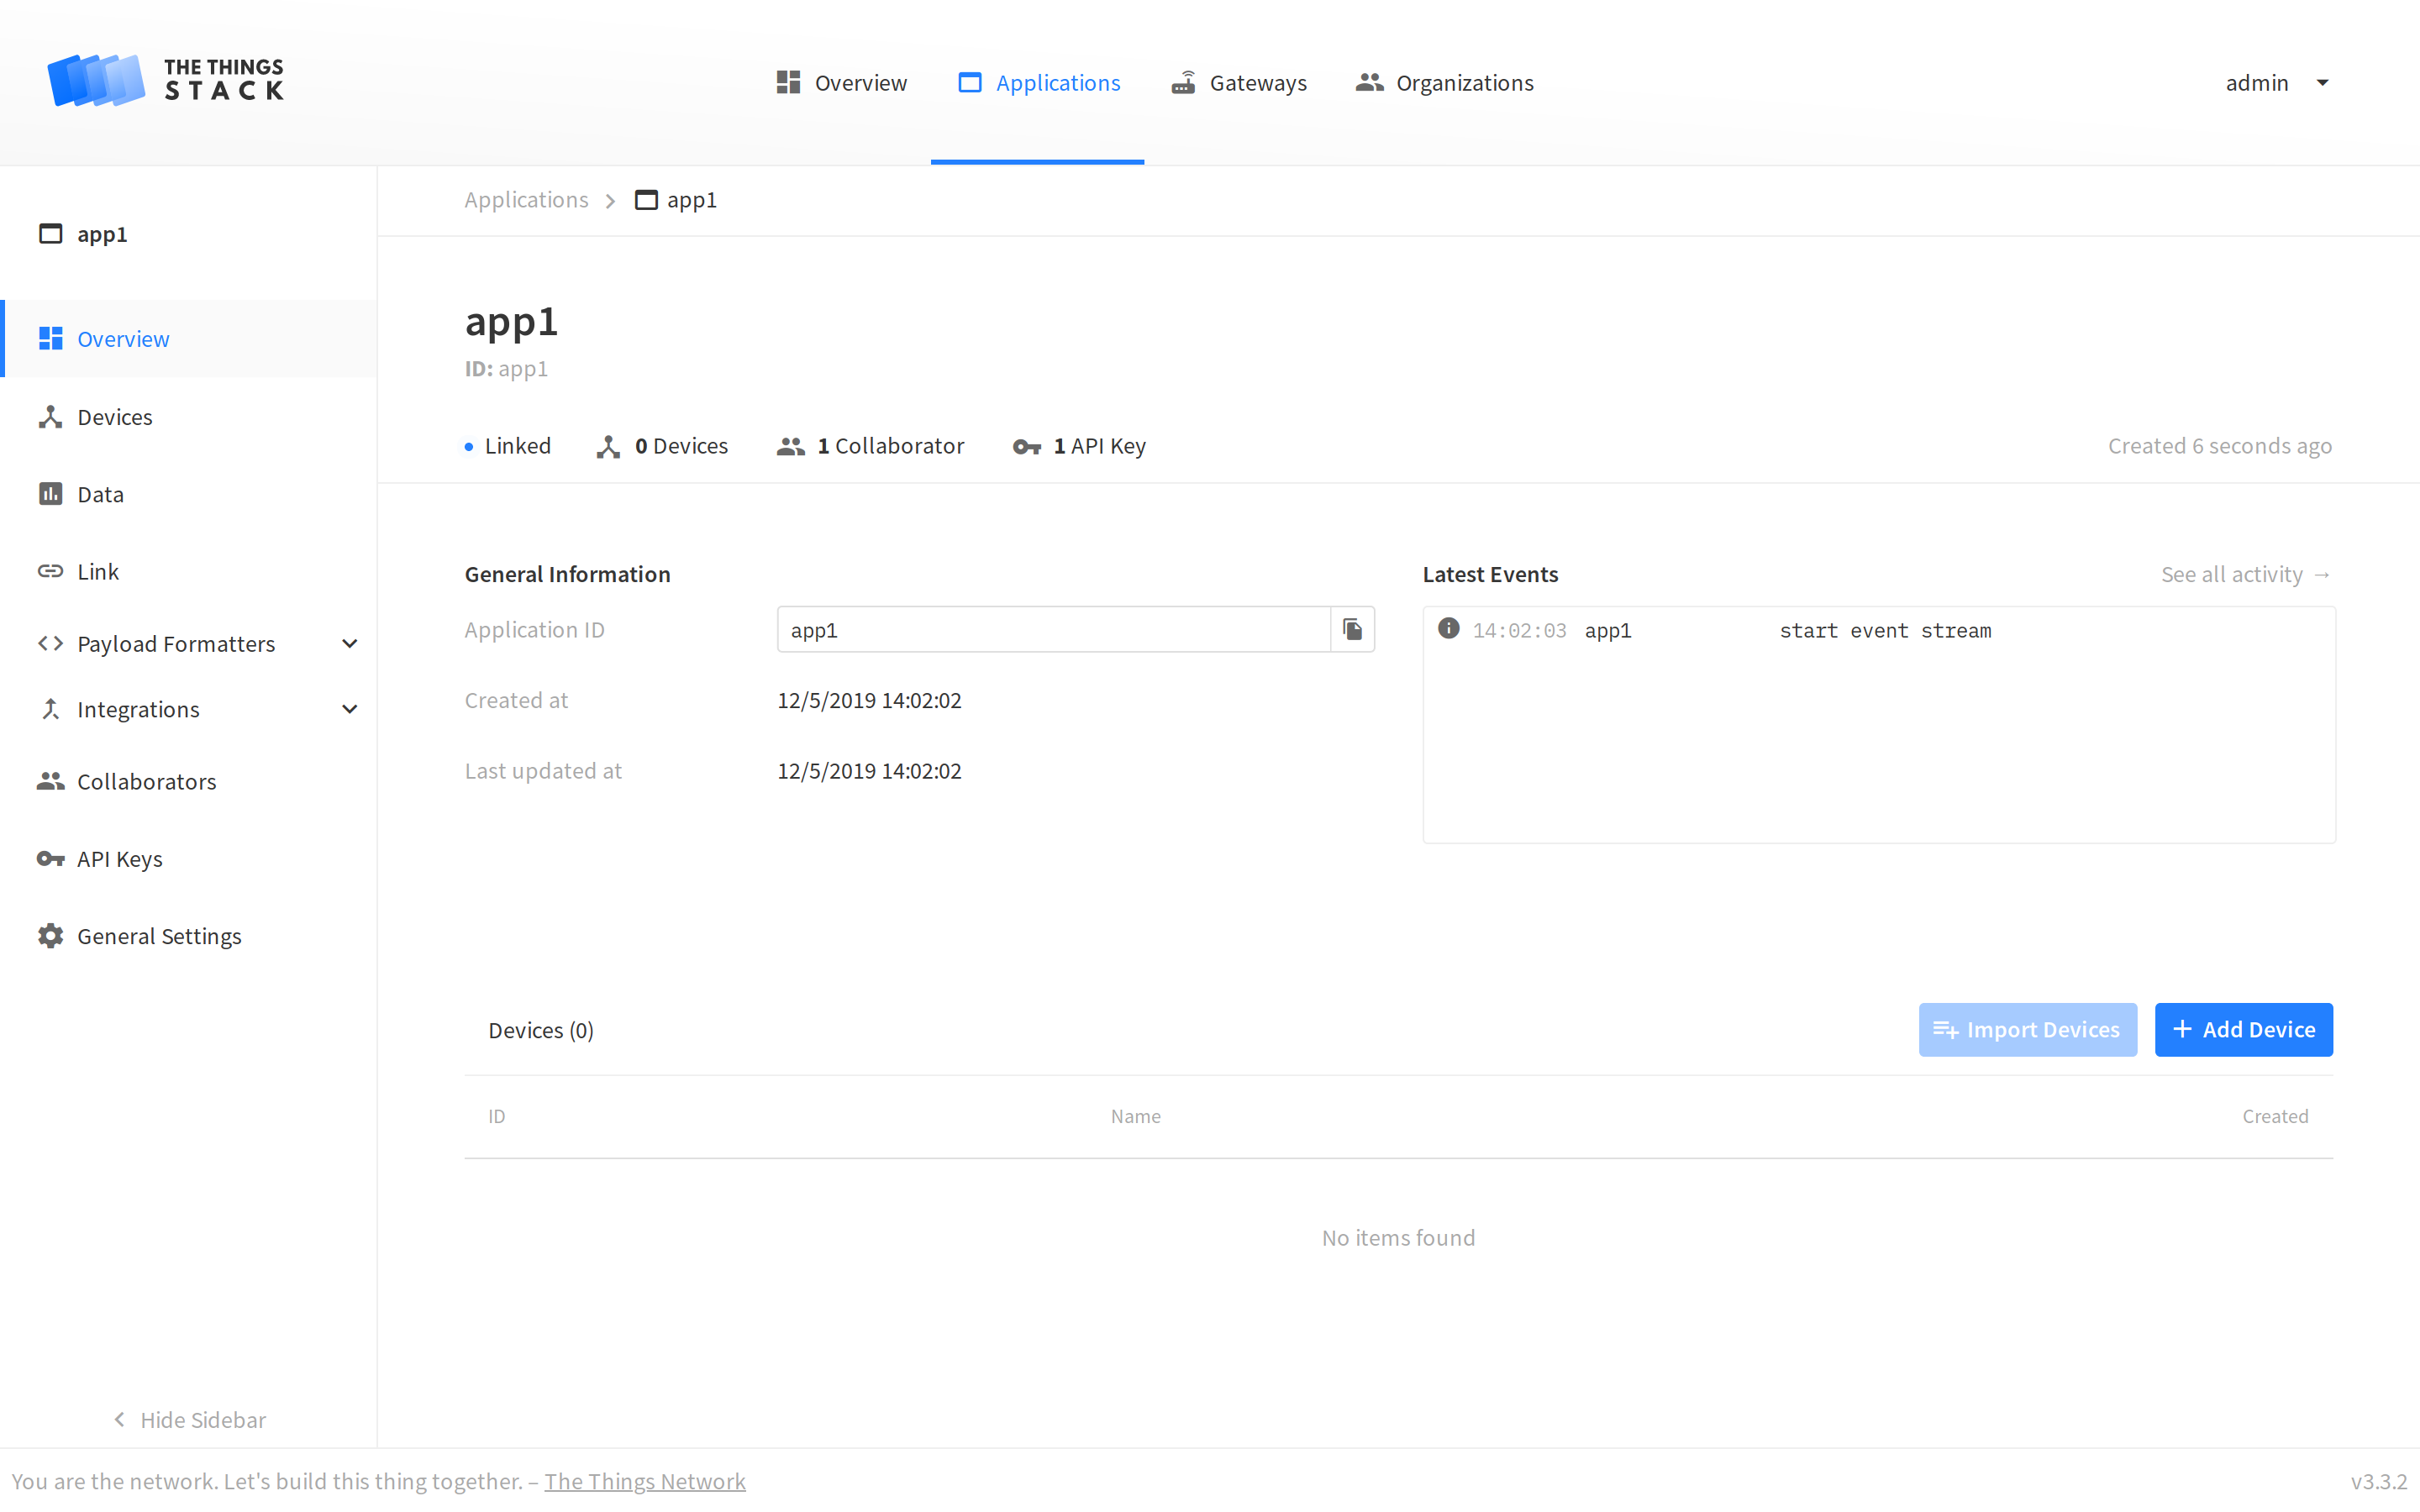 THE THINGS
STACK
Overview
Applications
Gateways
Organizations
admin
app1
Overview
Devices
Data
Link
Payload Formatters
Integrations
Collaborators
API Keys
General Settings
Hide Sidebar
Applications > app1
app1
ID: app1
Linked
0 Devices
1 Collaborator
1 API Key
Created 6 seconds ago
General Information
Application ID
app1
Created at
12/5/2019 14:02:02
Last updated at
12/5/2019 14:02:02
Latest Events
See all activity →
14:02:03 app1 start event stream
Devices (0)
Import Devices
Add Device
ID
Name
Created
No items found
You are the network. Let's build this thing together. – The Things Network
v3.3.2